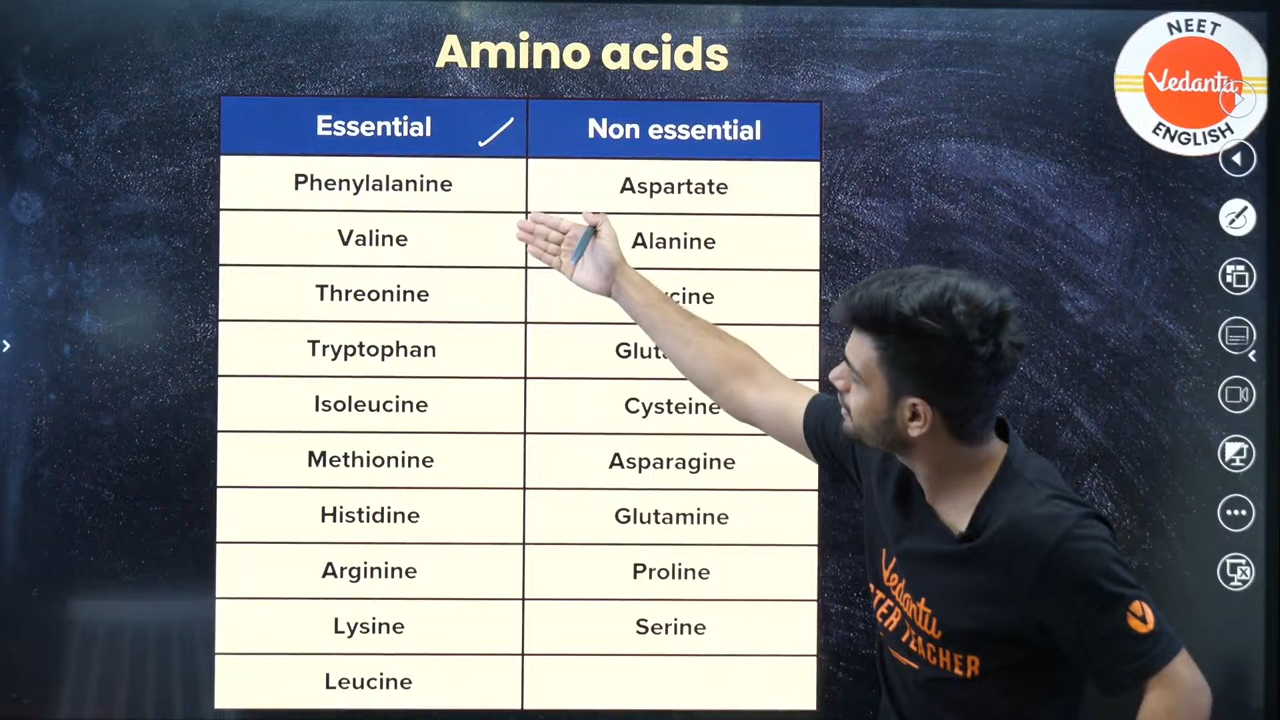 Amino acids
Essential Non essential
Phenylalanine Aspartate
Valine Alanine
Threonine
Tryptophan
Isoleucine Cysteine
Methionine Asparagine
Histidine Glutamine
Arginine Proline
Lysine Serine
Leucine
NEET
Vedantu
ENGLISH
Vedantu
TEACHER